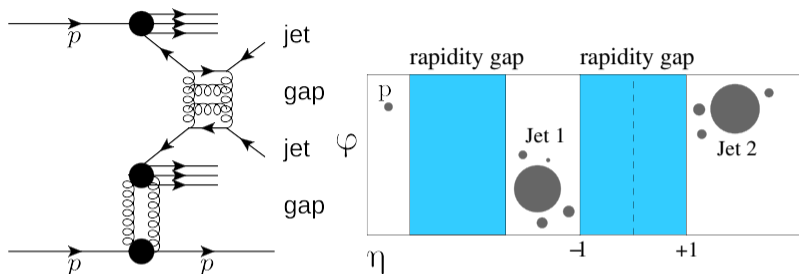 p
jet
gap
jet
gap
p
p
rapidity gap
rapidity gap
p
Jet 1
Jet 2
φ
η
-1
+1